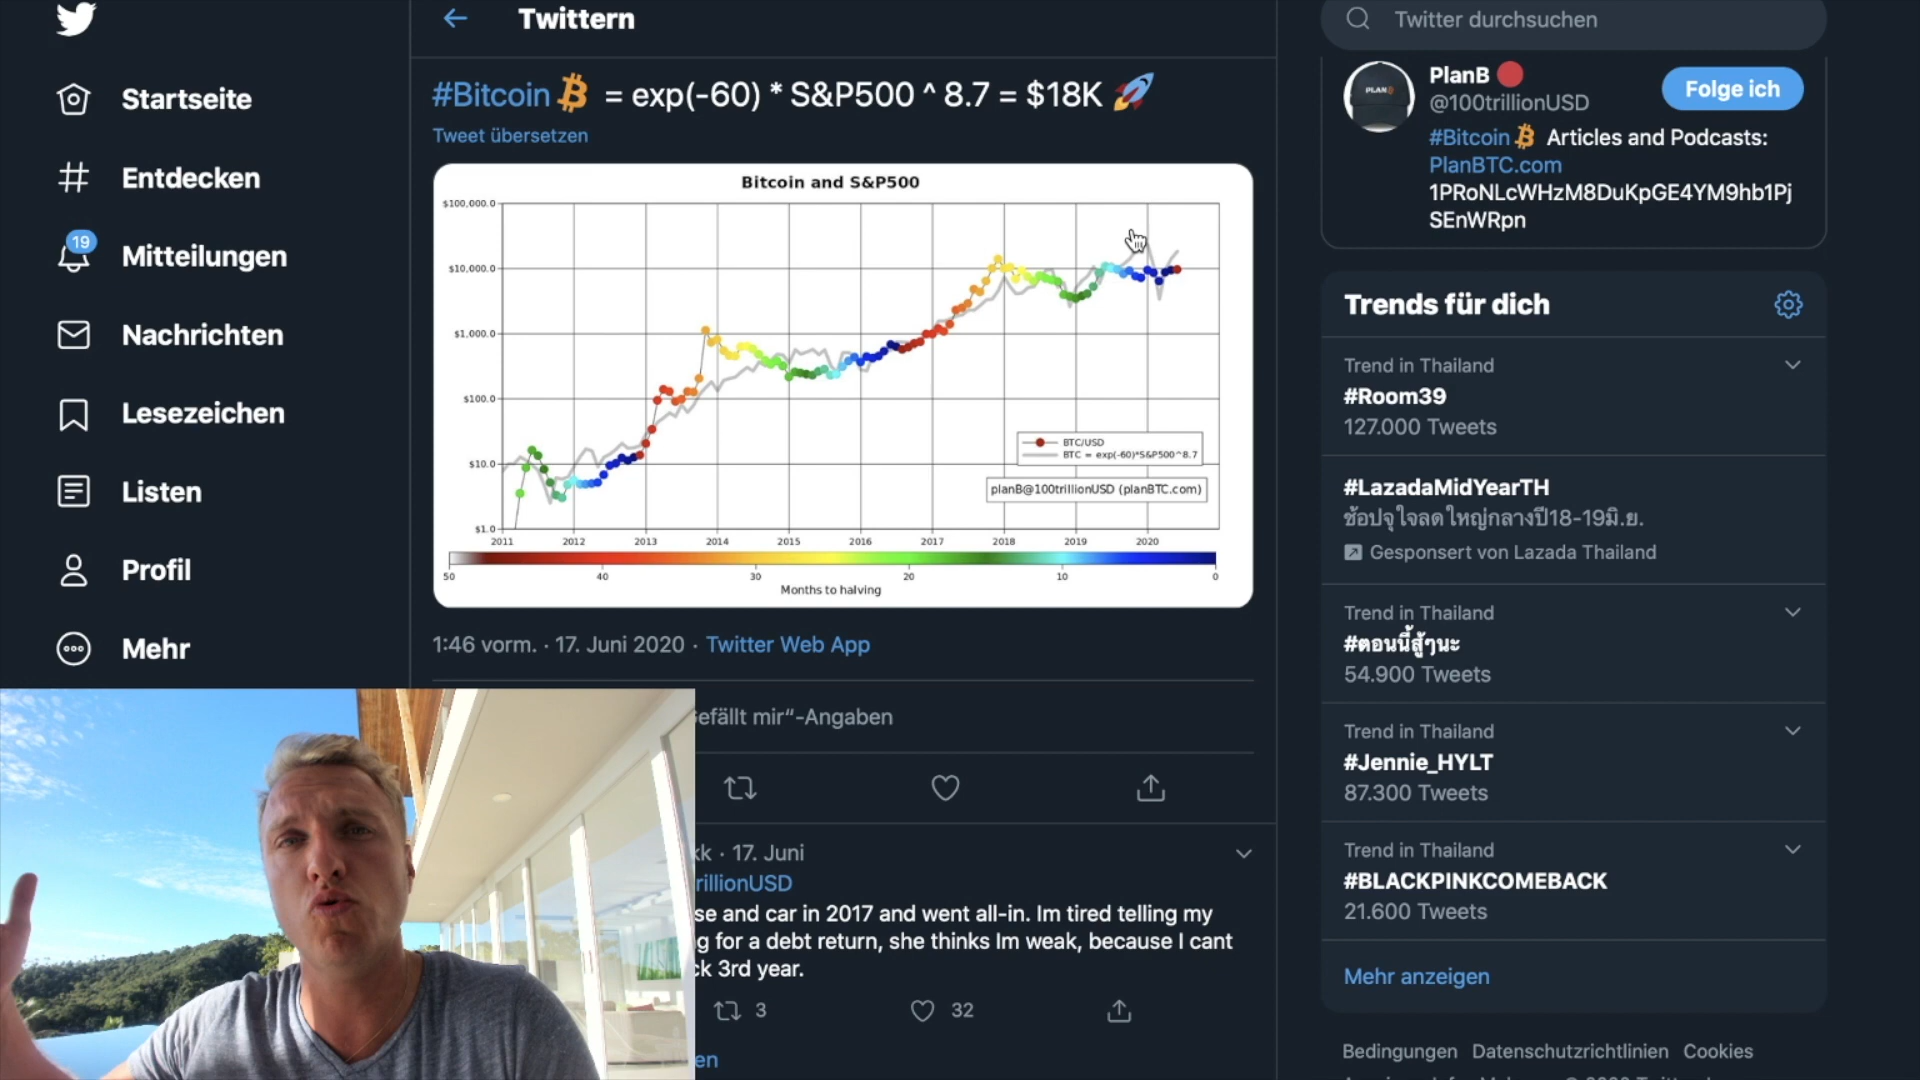 Startseite
Entdecken
19
Mitteilungen
Nachrichten
Lesezeichen
Listen
Profil
Mehr
Twittern
#Bitcoin = exp(-60) * S&P500 ^ 8.7 = $18K 🚀
Tweet übersetzen
Bitcoin and S&P500
$100,000.0
$10,000.0
$1,000.0
$100.0
$10.0
$1.0
2011 2012 2013 2014 2015 2016 2017 2018 2019 2020
BTC/USD
BTC = exp(-60)*S&P500^8.7
planB@100trillionUSD (planBTC.com)
50 40 30 20 10 0
Months to halving
1:46 vorm. · 17. Juni 2020 · Twitter Web App
efällt mir“-Angaben
kk · 17. Juni
rillionUSD
se and car in 2017 and went all-in. Im tired telling my
g for a debt return, she thinks Im weak, because I cant
ck 3rd year.
3 32
en
Twitter durchsuchen
PlanB
@100trillionUSD
Folge ich
#Bitcoin Articles and Podcasts:
PlanBTC.com
1PRoNLcWHzM8DuKpGE4YM9hb1Pj
SEnWRpn
Trends für dich
Trend in Thailand
#Room39
127.000 Tweets
#LazadaMidYearTH
ช้อปจุใจลดใหญ่กลางปี18-19มิ.ย.
Gesponsert von Lazada Thailand
Trend in Thailand
#ตอนนี้สู้ๆนะ
54.900 Tweets
Trend in Thailand
#Jennie_HYLT
87.300 Tweets
Trend in Thailand
#BLACKPINKCOMEBACK
21.600 Tweets
Mehr anzeigen
Bedingungen Datenschutzrichtlinien Cookies